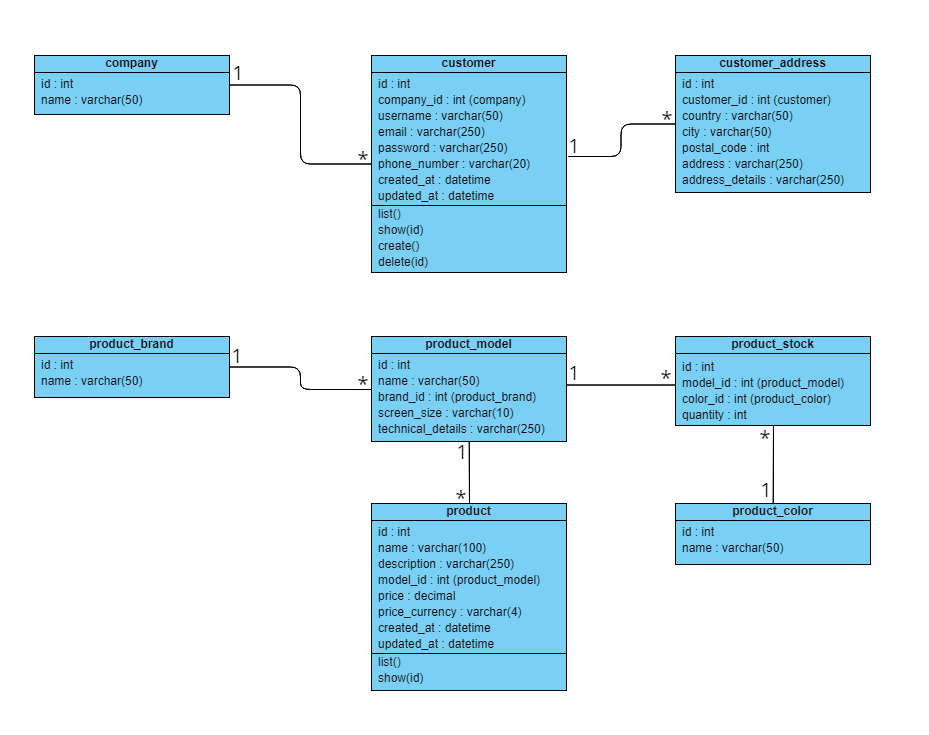 company
id : int
name : varchar(50)
1
*
customer
id : int
company_id : int (company)
username : varchar(50)
email : varchar(250)
password : varchar(250)
phone_number : varchar(20)
created_at : datetime
updated_at : datetime
list()
show(id)
create()
delete(id)
1
*
customer_address
id : int
customer_id : int (customer)
country : varchar(50)
city : varchar(50)
postal_code : int
address : varchar(250)
address_details : varchar(250)
product_brand
id : int
name : varchar(50)
1
*
product_model
id : int
name : varchar(50)
brand_id : int (product_brand)
screen_size : varchar(10)
technical_details : varchar(250)
1
*
product_stock
id : int
model_id : int (product_model)
color_id : int (product_color)
quantity : int
1
*
product
id : int
name : varchar(100)
description : varchar(250)
model_id : int (product_model)
price : decimal
price_currency : varchar(4)
created_at : datetime
updated_at : datetime
list()
show(id)
*
1
product_color
id : int
name : varchar(50)